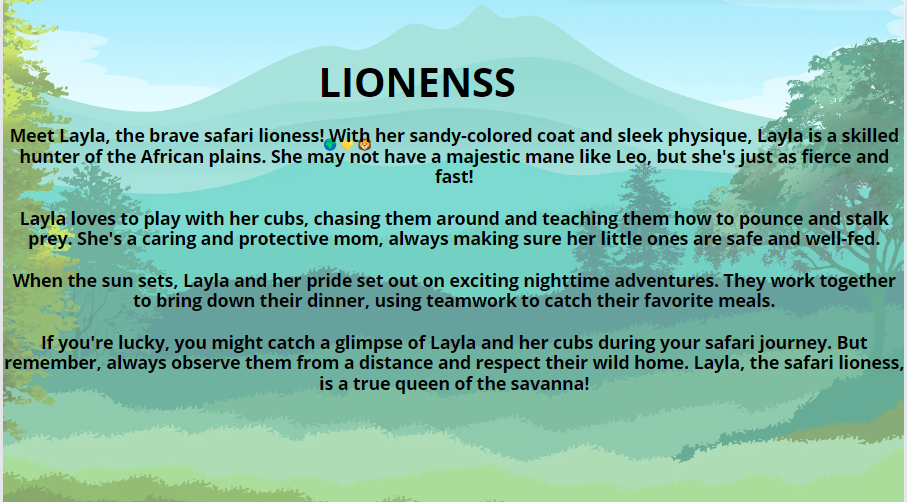 LIONENSS
Meet Layla, the brave safari lioness! With her sandy-colored coat and sleek physique, Layla is a skilled
hunter of the African plains. She may not have a majestic mane like Leo, but she's just as fierce and
fast!
Layla loves to play with her cubs, chasing them around and teaching them how to pounce and stalk
prey. She's a caring and protective mom, always making sure her little ones are safe and well-fed.
When the sun sets, Layla and her pride set out on exciting nighttime adventures. They work together
to bring down their dinner, using teamwork to catch their favorite meals.
If you're lucky, you might catch a glimpse of Layla and her cubs during your safari journey. But
remember, always observe them from a distance and respect their wild home. Layla, the safari lioness,
is a true queen of the savanna!